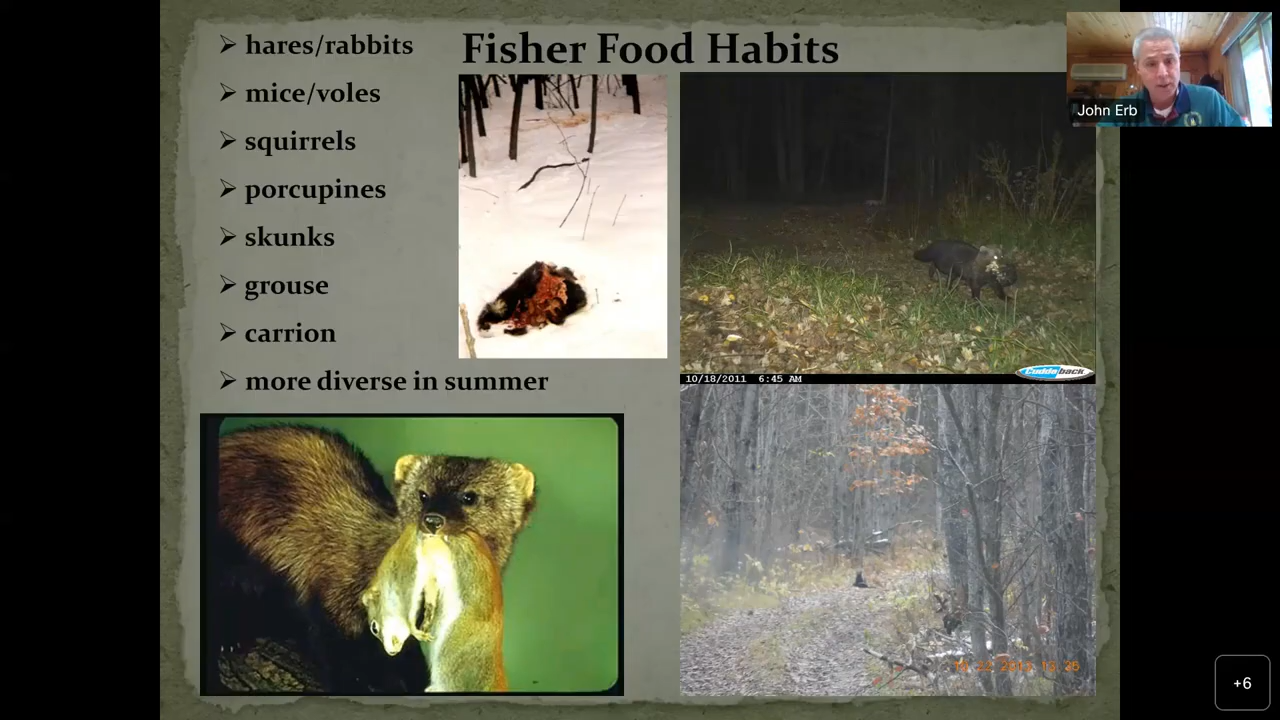 Fisher Food Habits
hares/rabbits
mice/voles
squirrels
porcupines
skunks
grouse
carrion
more diverse in summer
John Erb
10/18/2011 6:45 AM
Cuddeback
+6